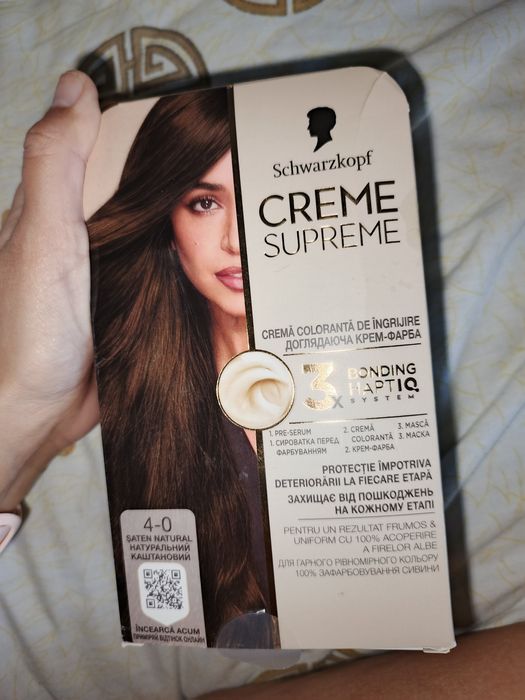 Schwarzkopf
CREME
SUPREME
CREMĂ COLORANTĂ DE ÎNGRIJIRE
ДОГЛЯДАЮЧА КРЕМ-ФАРБА
3x
BONDING
HAPTIQ
SYSTEM
1. PRE-SERUM
1. СИРОВАТКА ПЕРЕД
ФАРБУВАННЯМ
2. CREMĂ
COLORANTĂ
2. КРЕМ-ФАРБА
3. MASCĂ
3. МАСКА
PROTECȚIE ÎMPOTRIVA
DETERIORĂRII LA FIECARE ETAPĂ
ЗАХИЩАЄ ВІД ПОШКОДЖЕНЬ
НА КОЖНОМУ ЕТАПІ
PENTRU UN REZULTAT FRUMOS &
UNIFORM CU 100% ACOPERIRE
A FIRELOR ALBE
ДЛЯ ГАРНОГО РІВНОМІРНОГО КОЛЬОРУ
100% ЗАФАРБОВУВАННЯ СИВИНИ
4-0
ȘATEN NATURAL
НАТУРАЛЬНИЙ
КАШТАНОВИЙ
ÎNCEARCĂ ACUM
ПРИМІРЯЙ ВІДТІНОК ОНЛАЙН